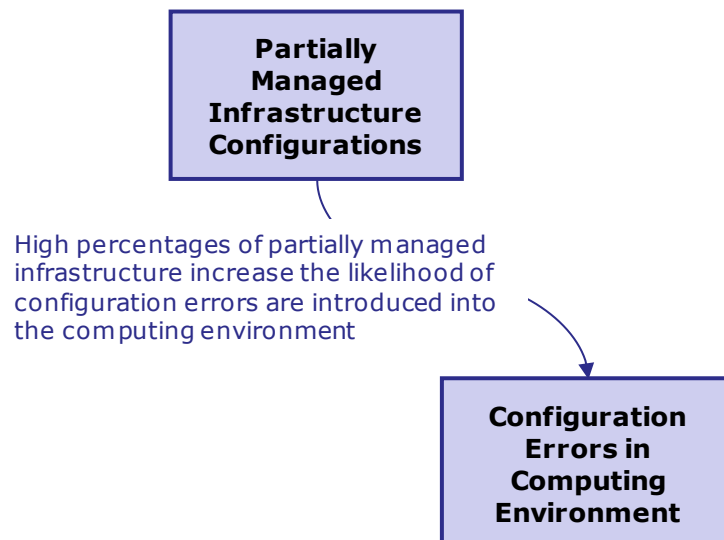 Partially
Managed
Infrastructure
Configurations
High percentages of partially managed
infrastructure increase the likelihood of
configuration errors are introduced into
the computing environment
Configuration
Errors in
Computing
Environment